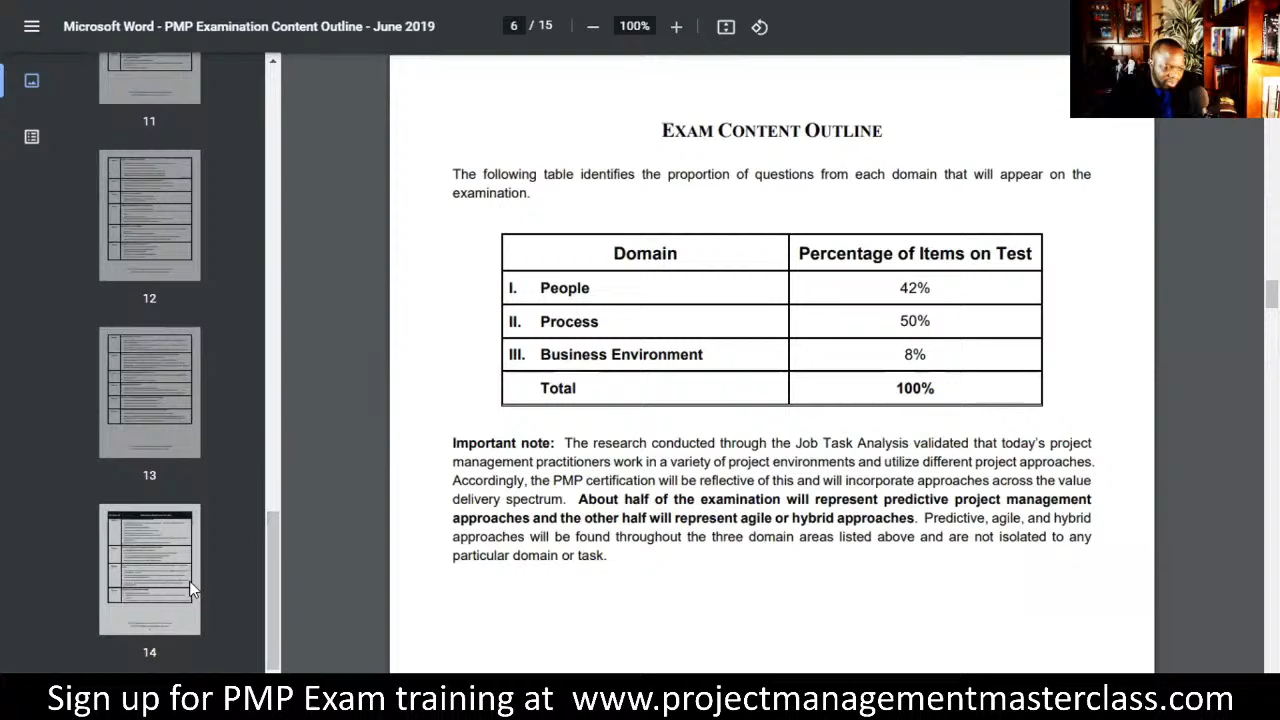 Microsoft Word - PMP Examination Content Outline - June 2019
6 / 15
100%
11
12
13
14
EXAM CONTENT OUTLINE
The following table identifies the proportion of questions from each domain that will appear on the
examination.
Domain Percentage of Items on Test
I. People 42%
II. Process 50%
III. Business Environment 8%
Total 100%
Important note: The research conducted through the Job Task Analysis validated that today's project
management practitioners work in a variety of project environments and utilize different project approaches.
Accordingly, the PMP certification will be reflective of this and will incorporate approaches across the value
delivery spectrum. About half of the examination will represent predictive project management
approaches and the other half will represent agile or hybrid approaches. Predictive, agile, and hybrid
approaches will be found throughout the three domain areas listed above and are not isolated to any
particular domain or task.
Sign up for PMP Exam training at www.projectmanagementmasterclass.com